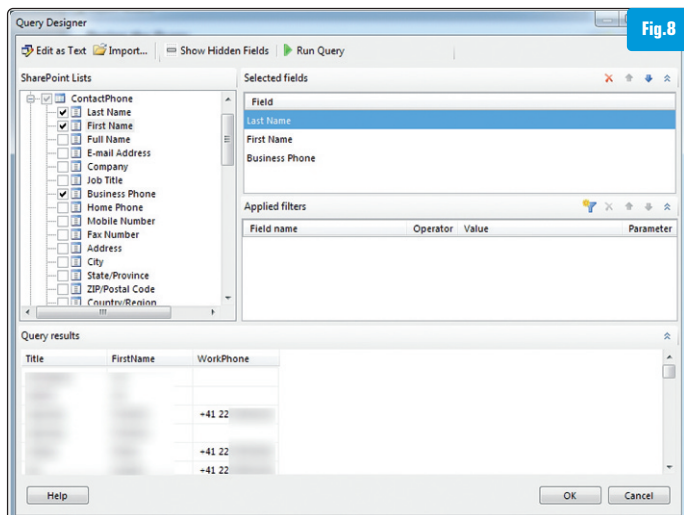 Query Designer
Fig.8
Edit as Text Import... Show Hidden Fields Run Query
SharePoint Lists
ContactPhone
Last Name
First Name
Full Name
E-mail Address
Company
Job Title
Business Phone
Home Phone
Mobile Number
Fax Number
Address
City
State/Province
ZIP/Postal Code
Country/Region
Selected fields
Field
Last Name
First Name
Business Phone
Applied filters
Field name Operator Value Parameter
Query results
Title FirstName WorkPhone
+41 22
+41 22
+41 22
Help OK Cancel